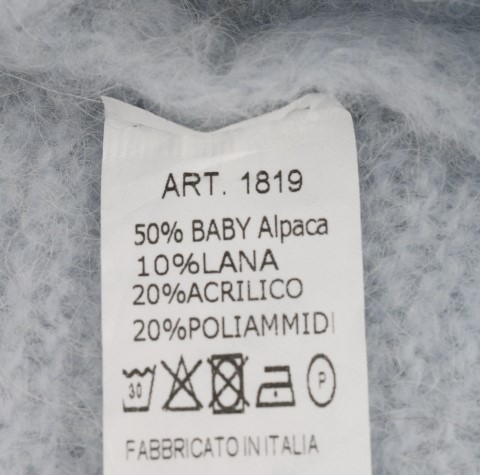 ART. 1819
50% BABY Alpaca
10%LANA
20%ACRILICO
20%POLIAMMIDI
30 P
FABBRICATO IN ITALIA